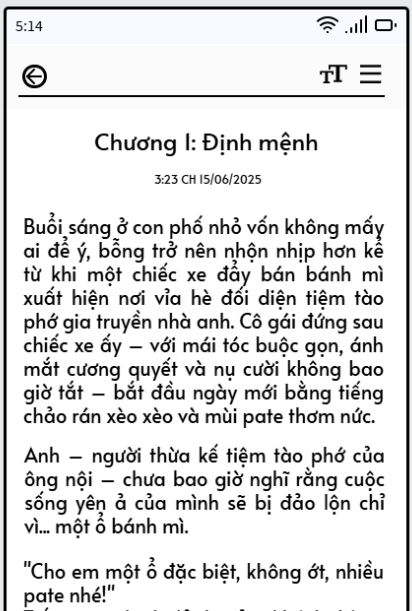 5:14
TT
Chương 1: Định mệnh
3:23 CH 15/06/2025
Buổi sáng ở con phố nhỏ vốn không mấy
ai để ý, bỗng trở nên nhộn nhịp hơn kể
từ khi một chiếc xe đẩy bán bánh mì
xuất hiện nơi vỉa hè đối diện tiệm tào
phớ gia truyền nhà anh. Cô gái đứng sau
chiếc xe ấy – với mái tóc buộc gọn, ánh
mắt cương quyết và nụ cười không bao
giờ tắt – bắt đầu ngày mới bằng tiếng
chảo rán xèo xèo và mùi pate thơm nức.
Anh – người thừa kế tiệm tào phớ của
ông nội – chưa bao giờ nghĩ rằng cuộc
sống yên ả của mình sẽ bị đảo lộn chỉ
vì... một ổ bánh mì.
"Cho em một ổ đặc biệt, không ớt, nhiều
pate nhé!"